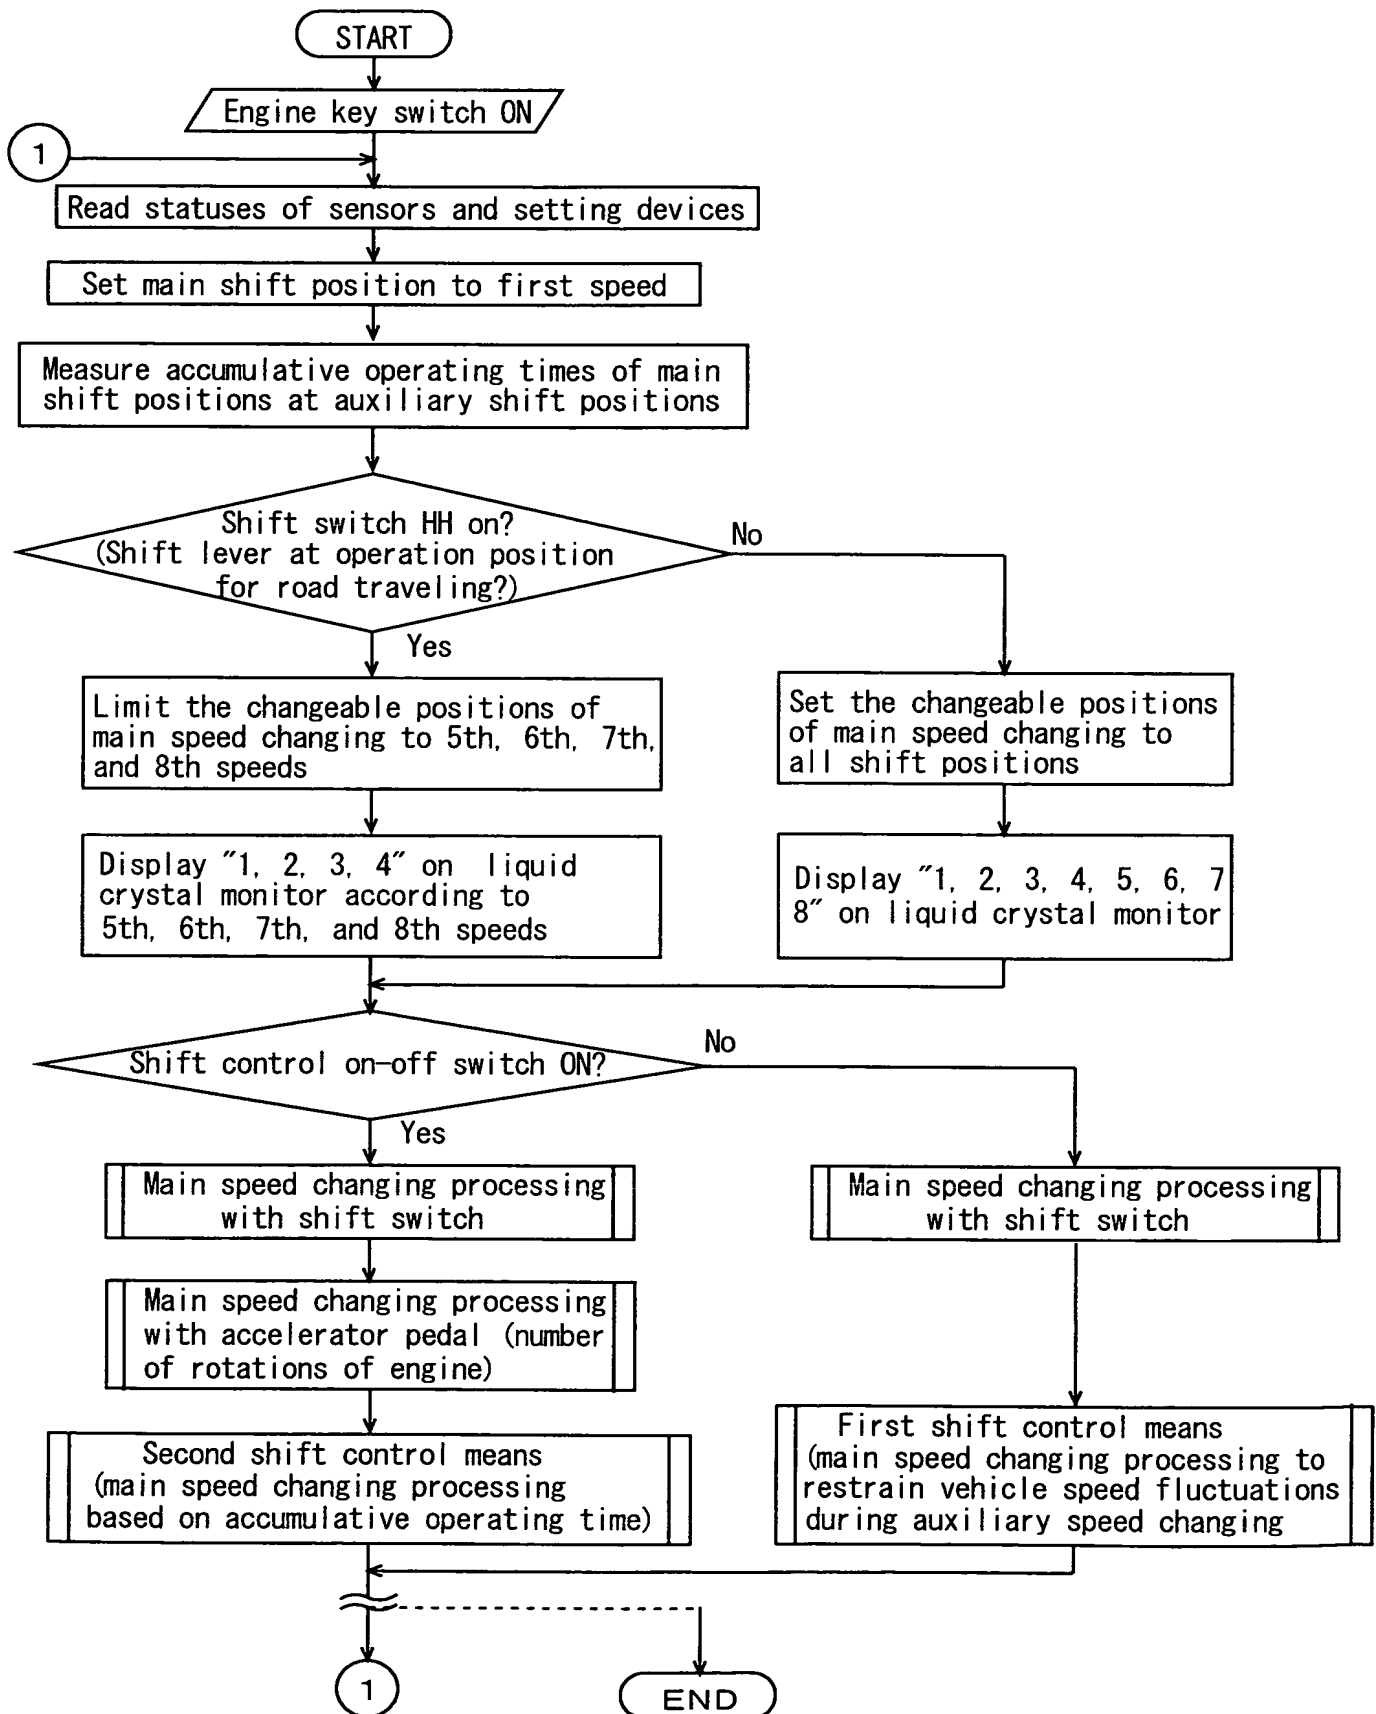 START
Engine key switch ON
1
Read statuses of sensors and setting devices
Set main shift position to first speed
Measure accumulative operating times of main
shift positions at auxiliary shift positions
Shift switch HH on?
(Shift lever at operation position
for road traveling?)
No
Yes
Limit the changeable positions of
main speed changing to 5th, 6th, 7th,
and 8th speeds
Set the changeable positions
of main speed changing to
all shift positions
Display "1, 2, 3, 4" on liquid
crystal monitor according to
5th, 6th, 7th, and 8th speeds
Display "1, 2, 3, 4, 5, 6, 7
8" on liquid crystal monitor
Shift control on-off switch ON?
No
Yes
Main speed changing processing
with shift switch
Main speed changing processing
with shift switch
Main speed changing processing
with accelerator pedal (number
of rotations of engine)
Second shift control means
(main speed changing processing
based on accumulative operating time)
First shift control means
(main speed changing processing to
restrain vehicle speed fluctuations
during auxiliary speed changing
1
END